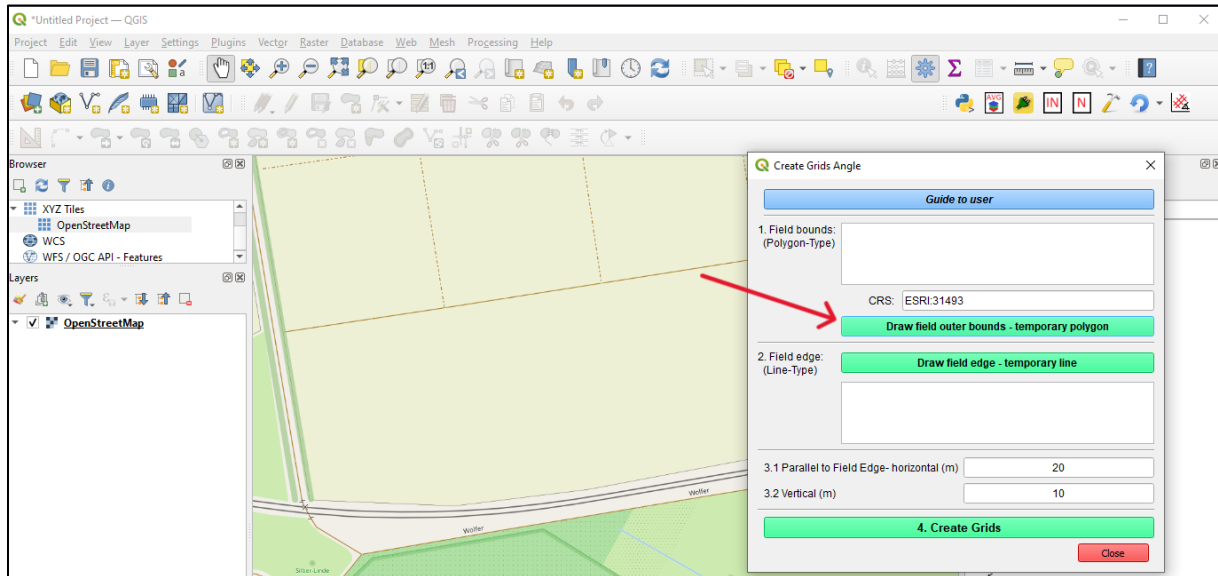 *Untitled Project — QGIS
Project Edit View Layer Settings Plugins Vector Raster Database Web Mesh Processing Help
Browser
XYZ Tiles
OpenStreetMap
WCS
WFS / OGC API - Features
Layers
OpenStreetMap
Wolfer
Wolfer
Silser-Linde
Create Grids Angle
Guide to user
1. Field bounds:
(Polygon-Type)
CRS: ESRI:31493
Draw field outer bounds - temporary polygon
2. Field edge:
(Line-Type)
Draw field edge - temporary line
3.1 Parallel to Field Edge- horizontal (m) 20
3.2 Vertical (m) 10
4. Create Grids
Close